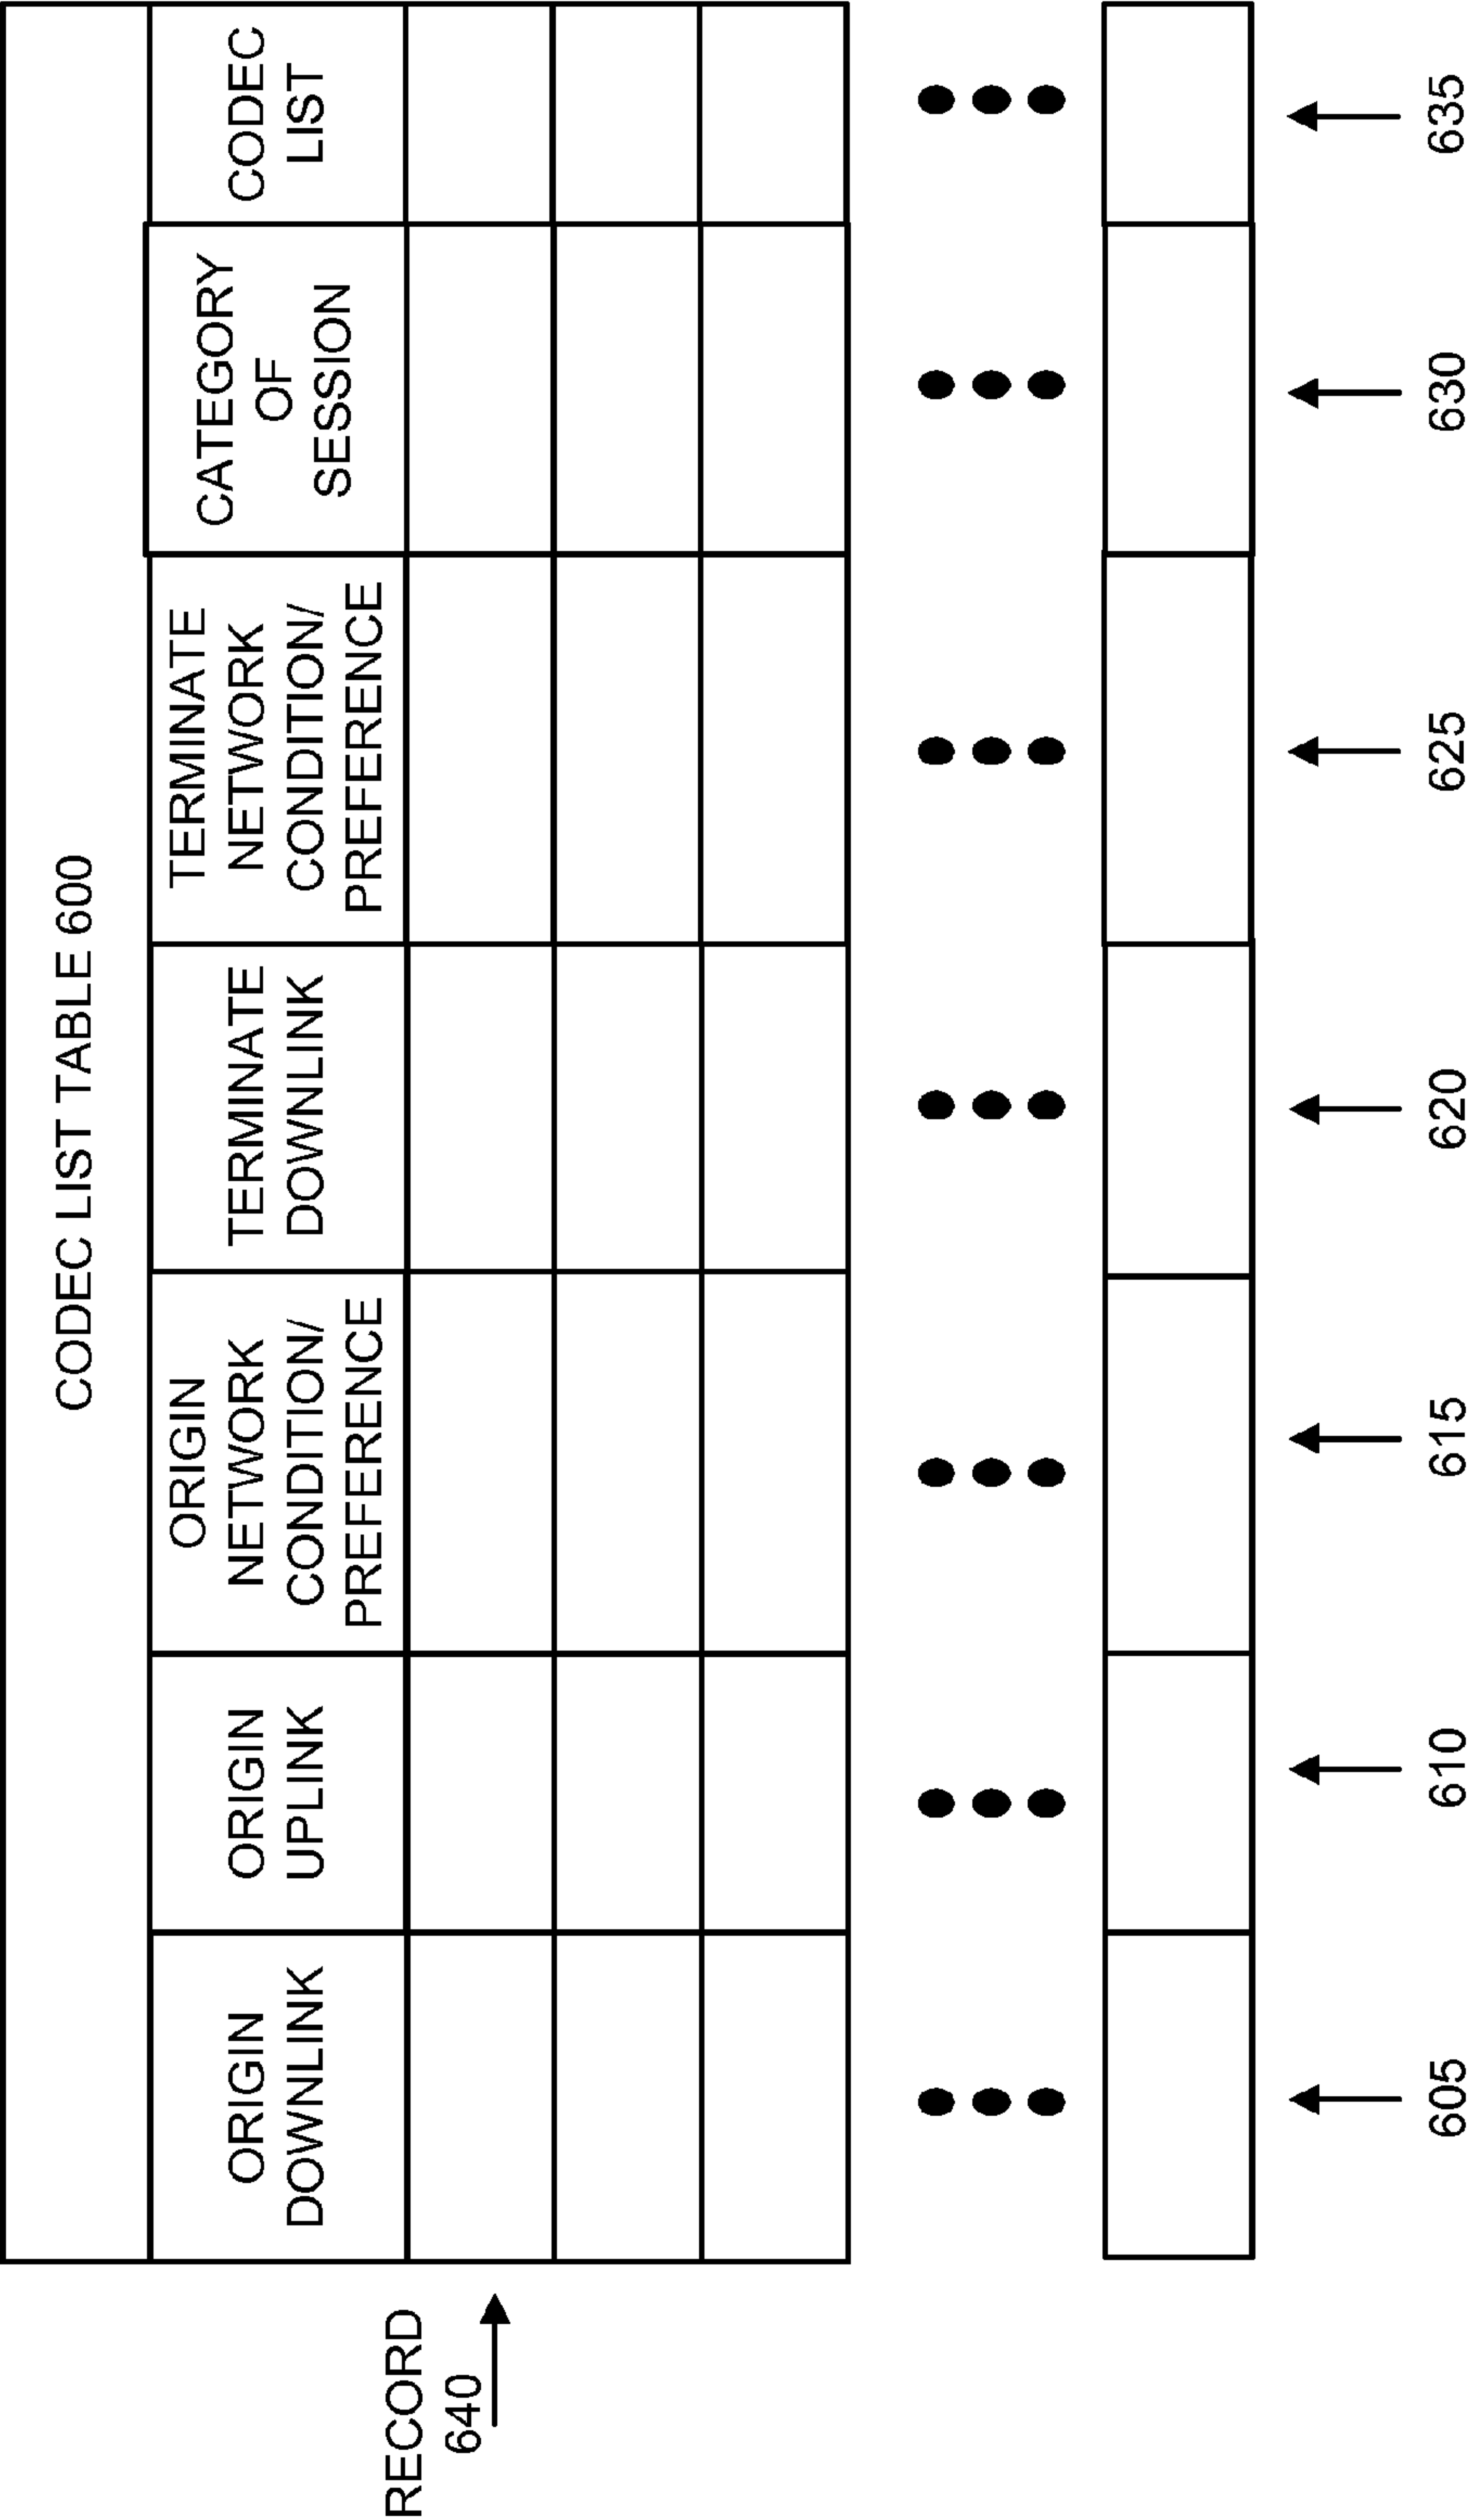 CODEC LIST TABLE 600
ORIGIN
DOWNLINK
ORIGIN
UPLINK
ORIGIN
NETWORK
CONDITION/
PREFERENCE
TERMINATE
DOWNLINK
TERMINATE
NETWORK
CONDITION/
PREFERENCE
CATEGORY
OF
SESSION
CODEC
LIST
RECORD
640
605
610
615
620
625
630
635